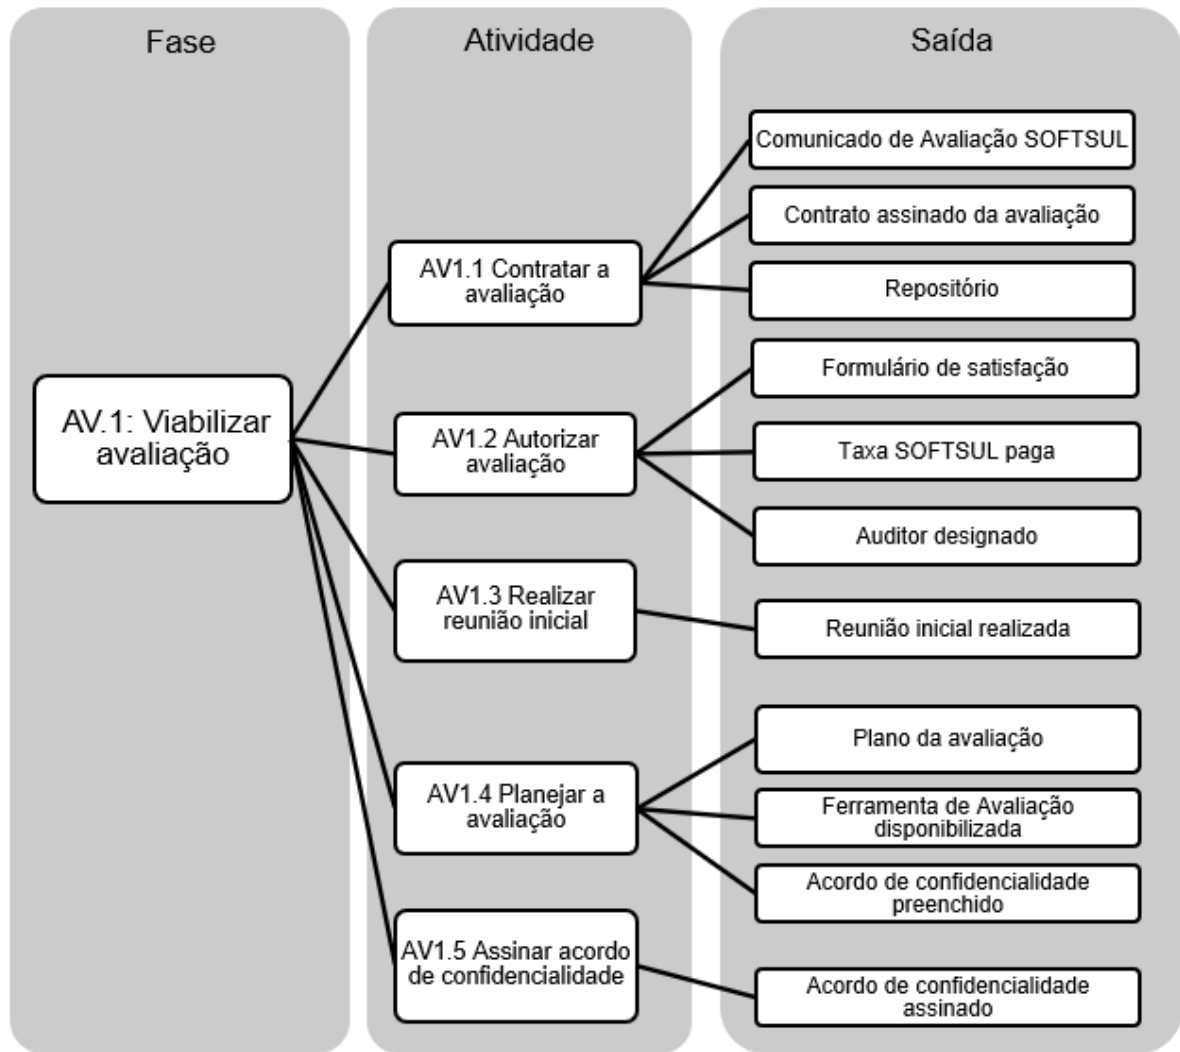 Fase
Atividade
Saída
AV.1: Viabilizar
avaliação
AV1.1 Contratar a
avaliação
Comunicado de Avaliação SOFTSUL
Contrato assinado da avaliação
Repositório
AV1.2 Autorizar
avaliação
Formulário de satisfação
Taxa SOFTSUL paga
Auditor designado
AV1.3 Realizar
reunião inicial
Reunião inicial realizada
AV1.4 Planejar a
avaliação
Plano da avaliação
Ferramenta de Avaliação
disponibilizada
Acordo de confidencialidade
preenchido
AV1.5 Assinar acordo
de confidencialidade
Acordo de confidencialidade
assinado